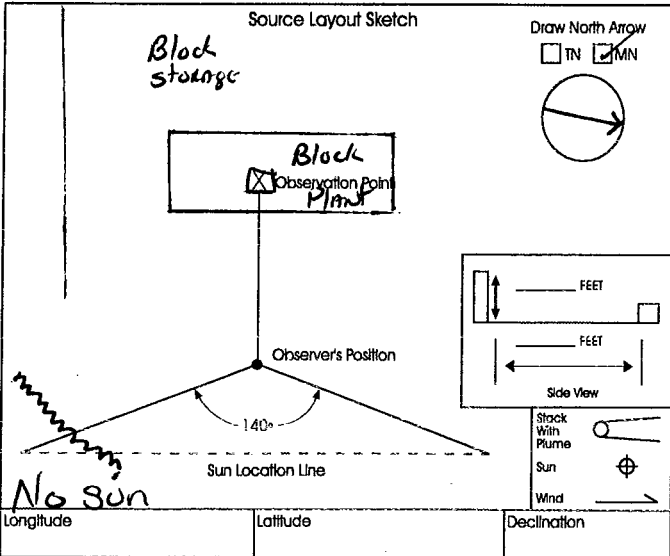 Source Layout Sketch
Draw North Arrow
TN MN
Block
storage
Block
Observation Point
Plant
FEET
FEET
Side View
Observer's Position
140°
Sun Location Line
Stack
With
Plume
Sun
Wind
No Sun
Longitude Latitude Declination